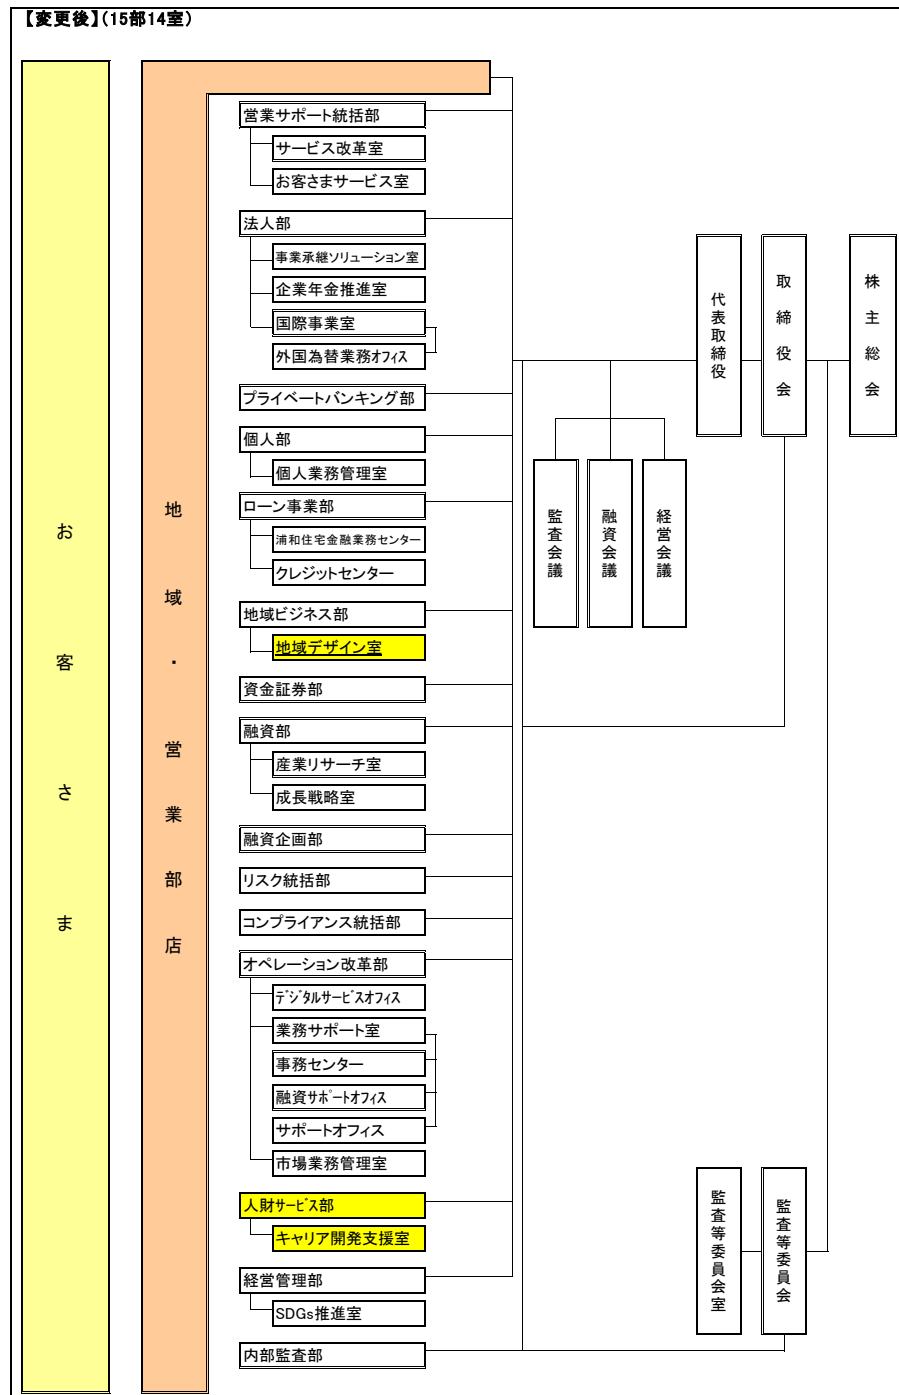 【変更後】(15部14室)
お客さま
地域・営業部店
営業サポート統括部
サービス改革室
お客さまサービス室
法人部
事業承継ソリューション室
企業年金推進室
国際事業室
外国為替業務オフィス
プライベートバンキング部
個人部
個人業務管理室
ローン事業部
浦和住宅金融業務センター
クレジットセンター
地域ビジネス部
地域デザイン室
資金証券部
融資部
産業リサーチ室
成長戦略室
融資企画部
リスク統括部
コンプライアンス統括部
オペレーション改革部
デジタルサービスオフィス
業務サポート室
事務センター
融資サポートオフィス
サポートオフィス
市場業務管理室
人財サービス部
キャリア開発支援室
経営管理部
SDGs推進室
内部監査部
監査会議
融資会議
経営会議
代表取締役
取締役会
株主総会
監査等委員会室
監査等委員会